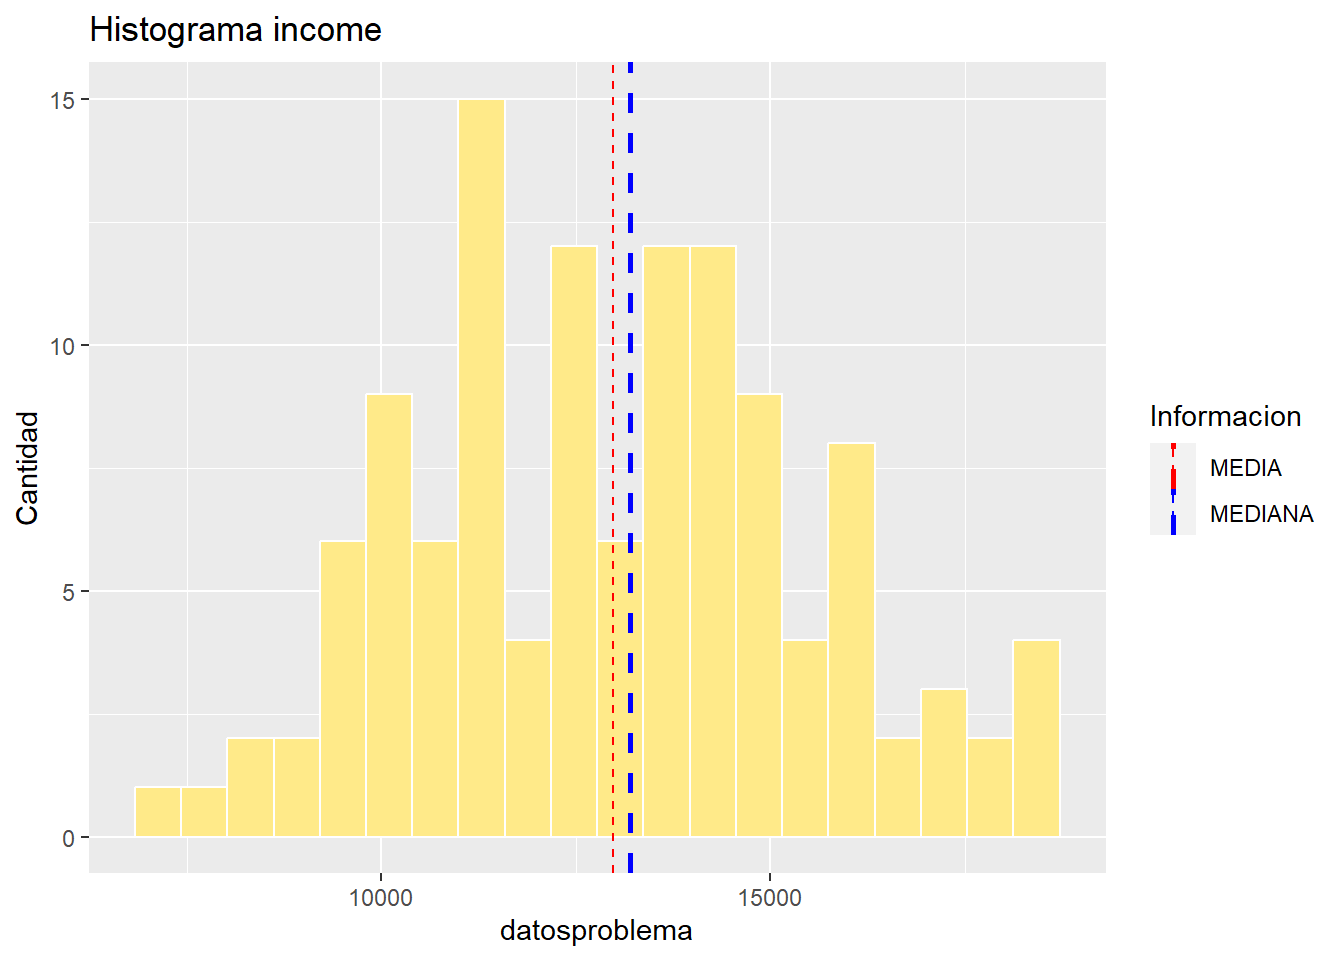 Histograma income
15
10
5
0
Cantidad
10000
15000
datosproblema
Informacion
MEDIA
MEDIANA